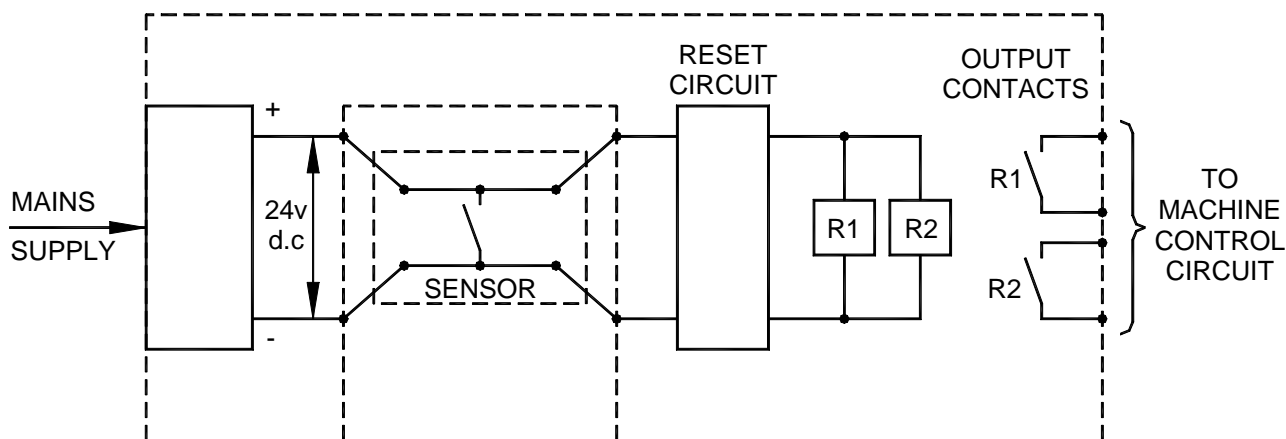 RESET
CIRCUIT
OUTPUT
CONTACTS
+
MAINS
SUPPLY
24v
d.c
SENSOR
-
R1
R2
R1
R2
TO
MACHINE
CONTROL
CIRCUIT